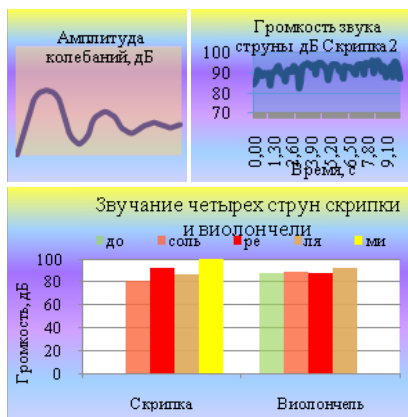 Амплитуда
колебаний, дБ
Громкость звука
струны дБ Скрипка 2
100
90
80
70
0,00
1,30
2,60
3,90
5,20
6,50
7,80
9,10
Время, с
Звучание четырех струн скрипки
и виолончели
до соль ре ля ми
Громкость, дБ
100
80
60
40
20
0
Скрипка Виолончель